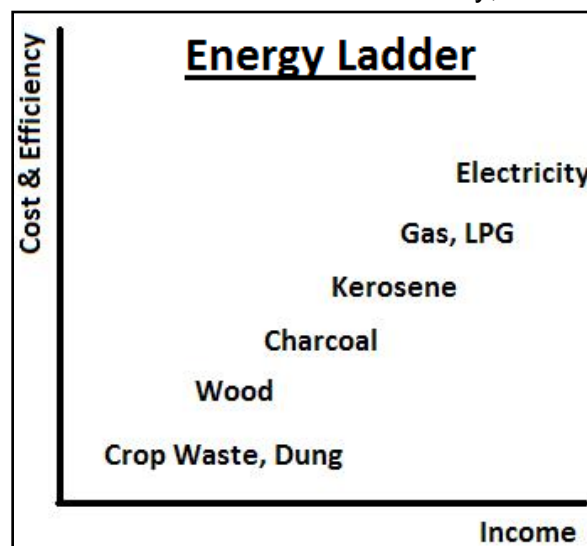 Energy Ladder
Cost & Efficiency
Electricity
Gas, LPG
Kerosene
Charcoal
Wood
Crop Waste, Dung
Income